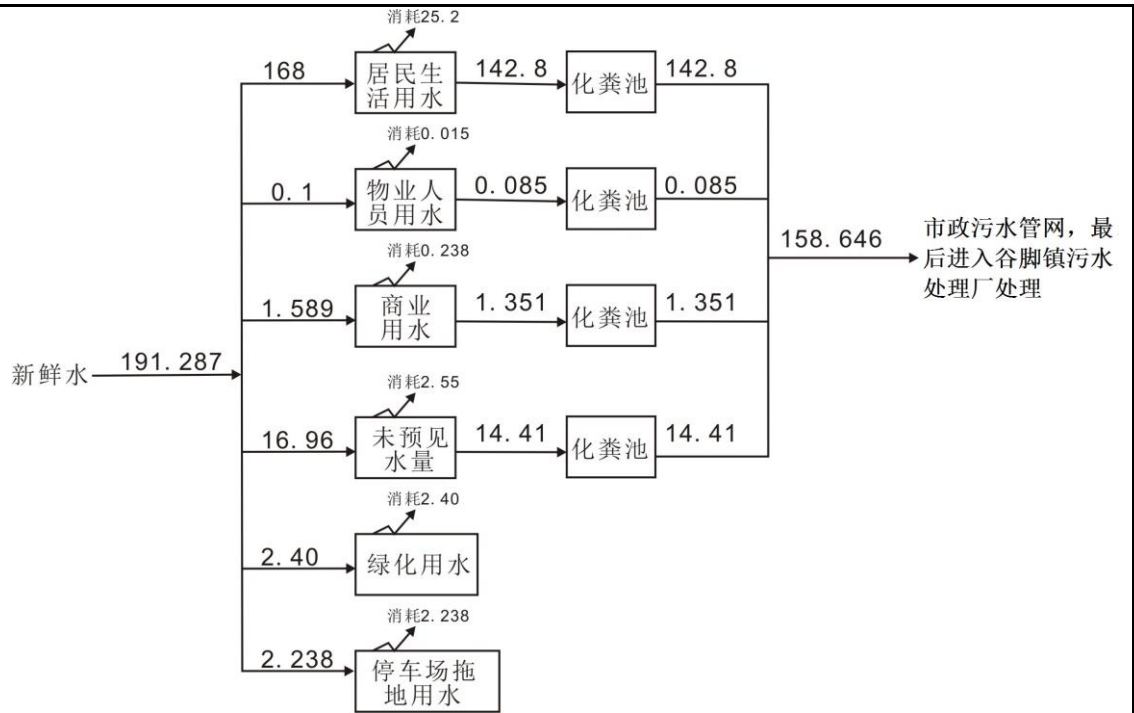 消耗25.2
168
居民生
活用水
142.8
化粪池
142.8
消耗0.015
0.1
物业人
员用水
0.085
化粪池
0.085
消耗0.238
1.589
商业
用水
1.351
化粪池
1.351
158.646
市政污水管网，最
后进入谷脚镇污水
处理厂处理
新鲜水
191.287
消耗2.55
16.96
未预见
水量
14.41
化粪池
14.41
消耗2.40
2.40
绿化用水
消耗2.238
2.238
停车场拖
地用水